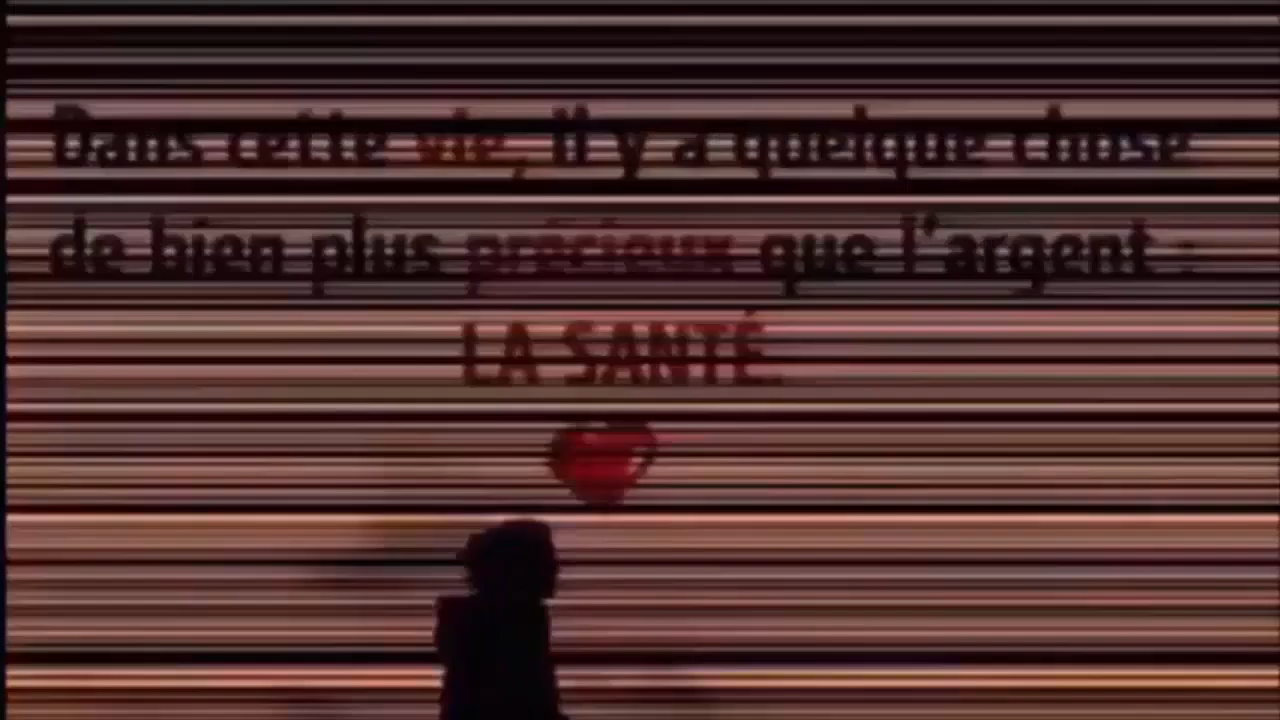 Dans cette vie, il y a quelque chose
de bien plus précieux que l'argent :
LA SANTÉ.